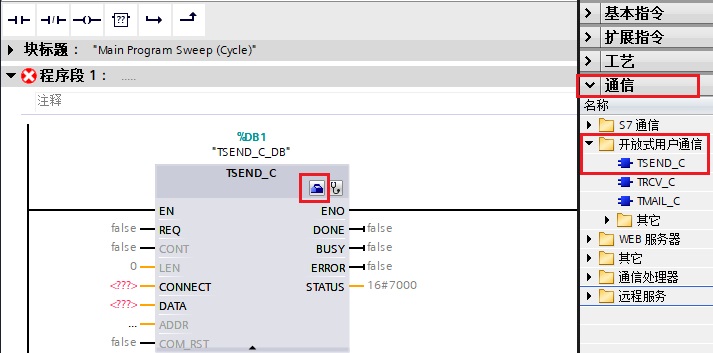 块标题： "Main Program Sweep (Cycle)"
程序段 1： .....
注释
%DB1
"TSEND_C_DB"
TSEND_C
EN
ENO
false REQ
DONE false
false CONT
BUSY false
0 LEN
ERROR false
<???> CONNECT
STATUS 16#7000
<???> DATA
... ADDR
false COM_RST
基本指令
扩展指令
工艺
通信
名称
S7 通信
开放式用户通信
TSEND_C
TRCV_C
TMAIL_C
其它
WEB 服务器
其它
通信处理器
远程服务